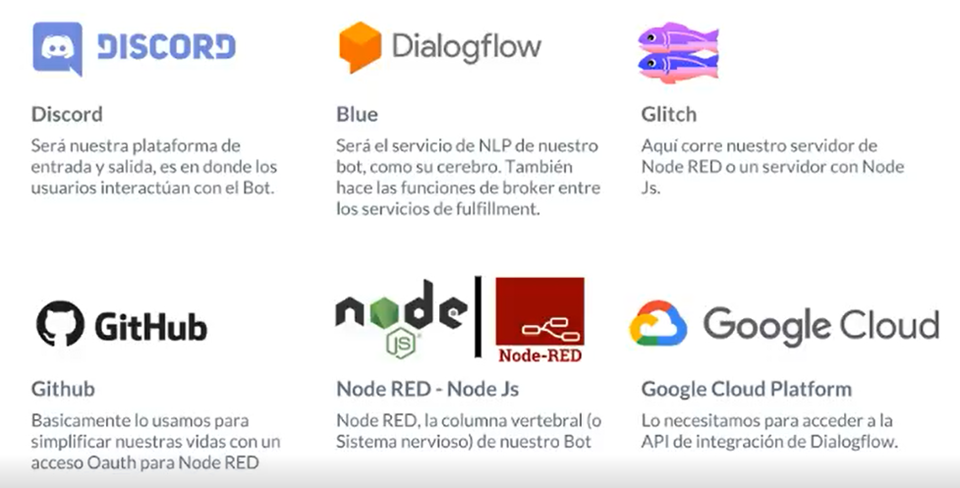 DISCORD
Discord
Será nuestra plataforma de
entrada y salida, es en donde los
usuarios interactúan con el Bot.
Dialogflow
Blue
Será el servicio de NLP de nuestro
bot, como su cerebro. También
hace las funciones de broker entre
los servicios de fulfillment.
Glitch
Aquí corre nuestro servidor de
Node RED o un servidor con Node
Js.
GitHub
Github
Basicamente lo usamos para
simplificar nuestras vidas con un
acceso Oauth para Node RED
node
JS
Node-RED
Node RED - Node Js
Node RED, la columna vertebral (o
Sistema nervioso) de nuestro Bot
Google Cloud
Google Cloud Platform
Lo necesitamos para acceder a la
API de integración de Dialogflow.